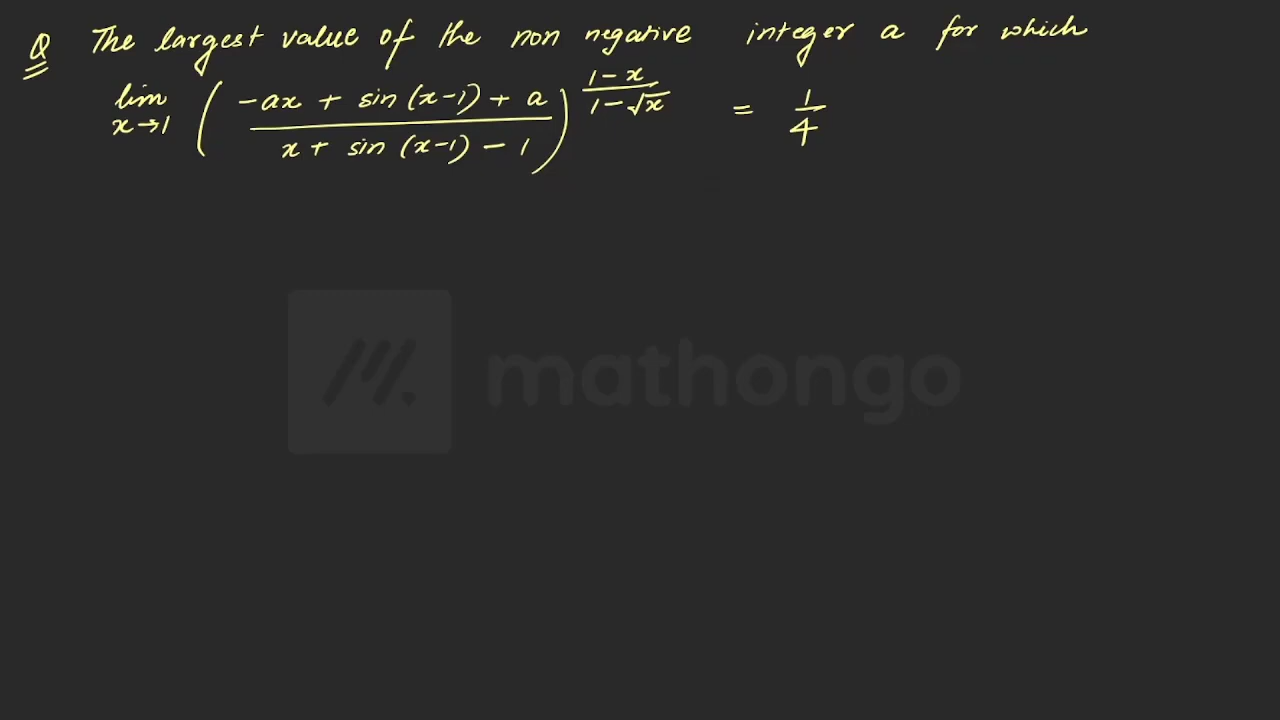 Q The largest value of the non negative integer a for which
lim x→1 ( (-ax + sin (x-1) + a) / (x + sin (x-1) - 1) )^((1-x)/(1-√x)) = 1/4
mathongo